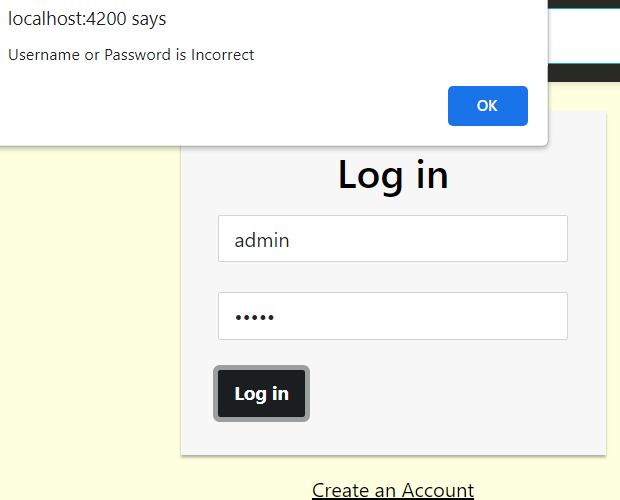 localhost:4200 says
Username or Password is Incorrect
OK
Log in
admin
•••••
Log in
Create an Account